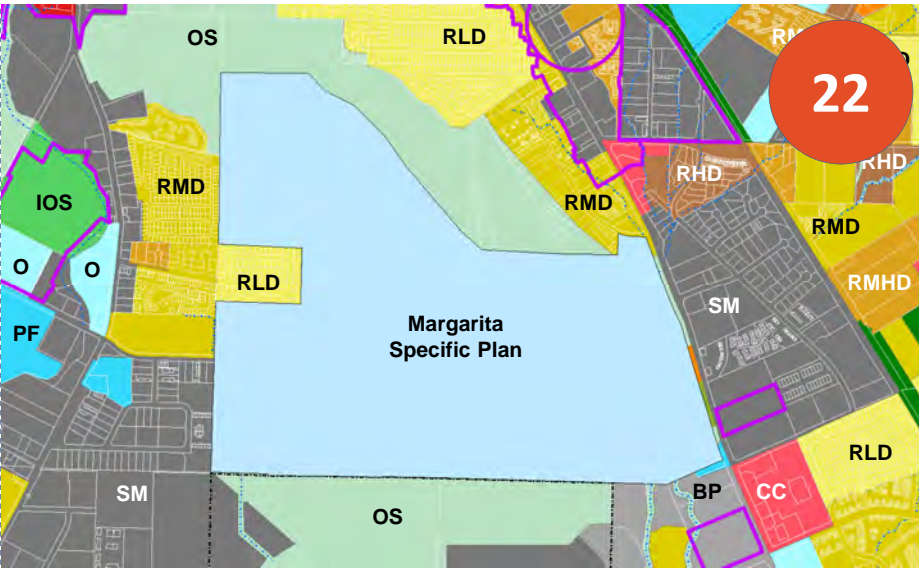 OS
RLD
22
RHD
RHD
IOS
RMD
RMD
RMD
O
O
RLD
RMHD
SM
PF
Margarita
Specific Plan
RLD
SM
BP
CC
OS